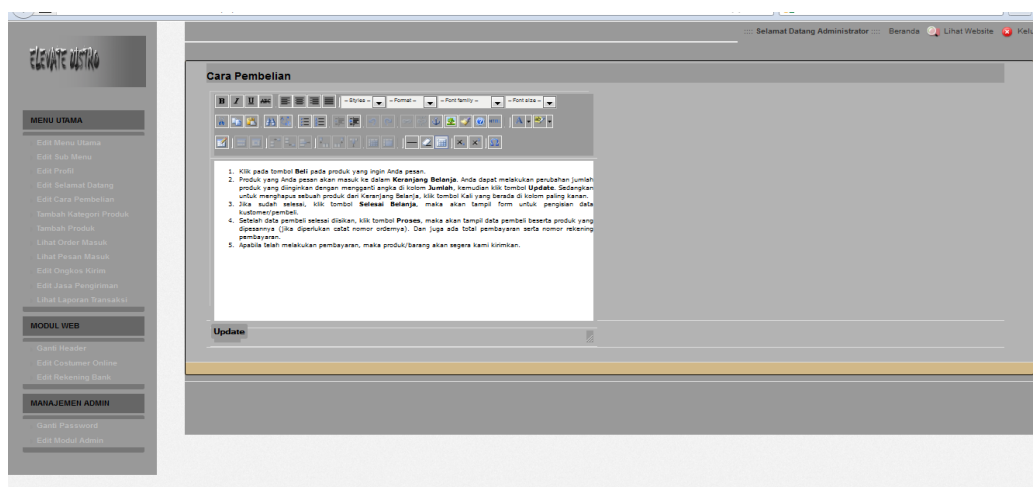 :::: Selamat Datang Administrator :::: Beranda Lihat Website Kelu
ELEVATE DISTRO
MENU UTAMA
Edit Menu Utama
Edit Sub Menu
Edit Profil
Edit Selamat Datang
Edit Cara Pembelian
Tambah Kategori Produk
Tambah Produk
Lihat Order Masuk
Lihat Pesan Masuk
Edit Ongkos Kirim
Edit Jasa Pengiriman
Lihat Laporan Transaksi
MODUL WEB
Ganti Header
Edit Costumer Online
Edit Rekening Bank
MANAJEMEN ADMIN
Ganti Password
Edit Modul Admin
Cara Pembelian
B I U ABC -- Styles -- -- Format -- -- Font family -- -- Font size --
1. Klik pada tombol Beli pada produk yang ingin Anda pesan.
2. Produk yang Anda pesan akan masuk ke dalam Keranjang Belanja. Anda dapat melakukan perubahan jumlah
produk yang diinginkan dengan mengganti angka di kolom Jumlah, kemudian klik tombol Update. Sedangkan
untuk menghapus sebuah produk dari Keranjang Belanja, klik tombol Kali yang berada di kolom paling kanan.
3. Jika sudah selesai, klik tombol Selesai Belanja, maka akan tampil form untuk pengisian data
kustomer/pembeli.
4. Setelah data pembeli selesai diisikan, klik tombol Proses, maka akan tampil data pembeli beserta produk yang
dipesannya (jika diperlukan catat nomor ordernya). Dan juga ada total pembayaran serta nomor rekening
pembayaran.
5. Apabila telah melakukan pembayaran, maka produk/barang akan segera kami kirimkan.
Update